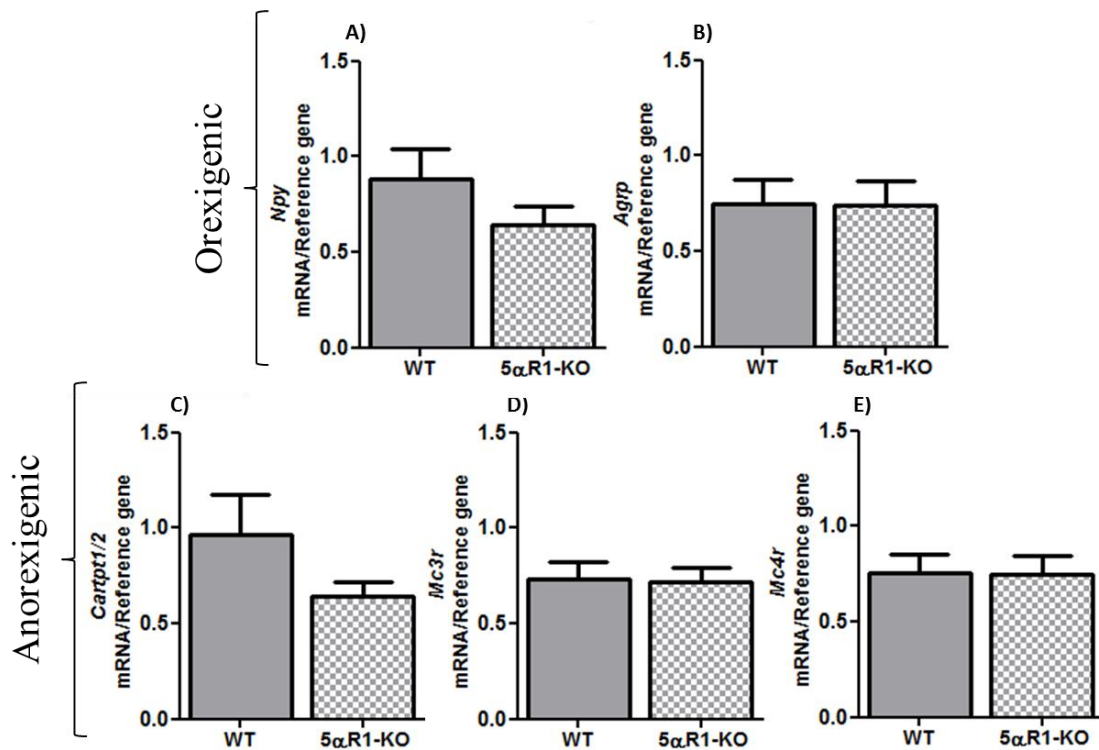 Orexigenic
A)
Npy
mRNA/Reference gene
1.5
1.0
0.5
0.0
WT
5αR1-KO
B)
Agrp
mRNA/Reference gene
1.5
1.0
0.5
0.0
WT
5αR1-KO
Anorexigenic
C)
Cartpt1/2
mRNA/Reference gene
1.5
1.0
0.5
0.0
WT
5αR1-KO
D)
Mc3r
mRNA/Reference gene
1.5
1.0
0.5
0.0
WT
5αR1-KO
E)
Mc4r
mRNA/Reference gene
1.5
1.0
0.5
0.0
WT
5αR1-KO